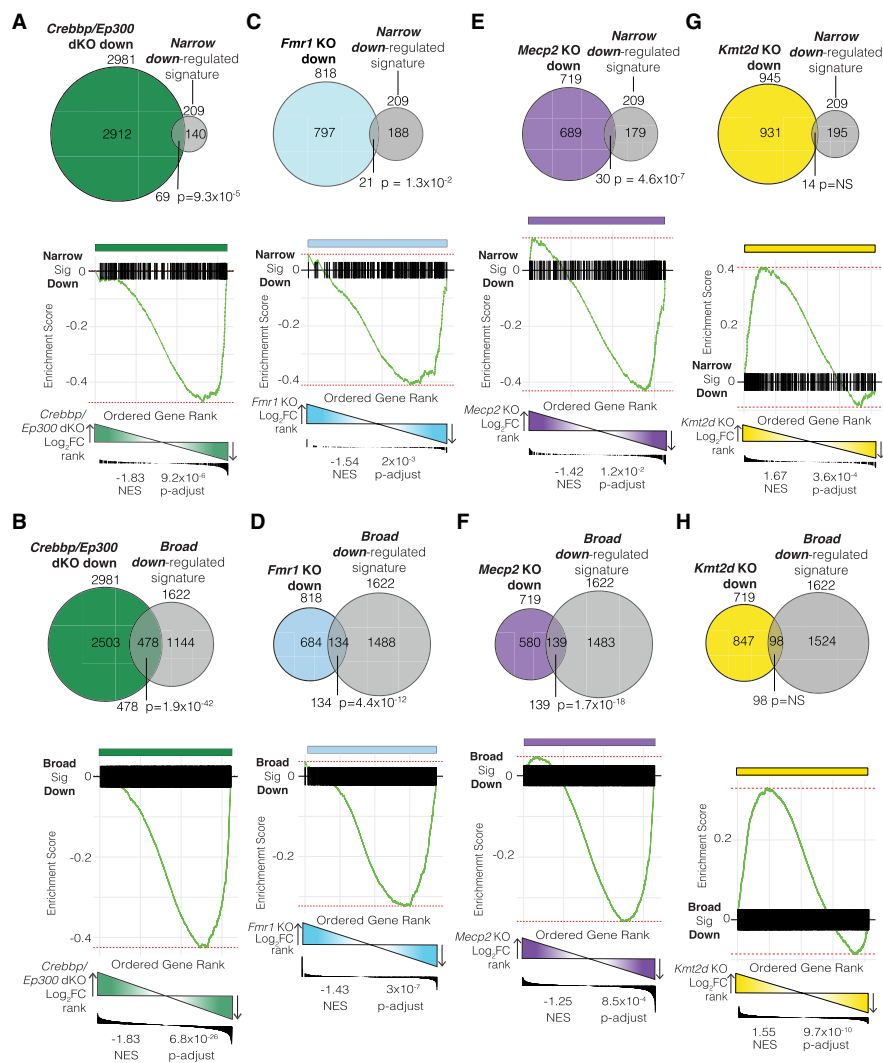 A
Crebbp/Ep300
dKO down
2981
Narrow
down-regulated
signature
209
2912
140
69 p=9.3x10-5
Narrow
Sig
Down
0
-0.2
-0.4
Enrichment Score
Ordered Gene Rank
Crebbp/
Ep300 dKO
Log2FC
rank
-1.83 9.2x10-6
NES p-adjust
C
Fmr1 KO
down
818
Narrow
down-regulated
signature
209
797
188
21 p = 1.3x10-2
Narrow
Sig
Down
0
-0.2
-0.4
Enrichenmt Score
Ordered Gene Rank
Fmr1 KO
Log2FC
rank
-1.54 2x10-3
NES p-adjust
E
Mecp2 KO
down
719
Narrow
down-regulated
signature
209
689
179
30 p = 4.6x10-7
Narrow
Sig
Down
0
-0.2
-0.4
Enrichment Score
Ordered Gene Rank
Mecp2 KO
Log2FC
rank
-1.42 1.2x10-2
NES p-adjust
G
Kmt2d KO
down
945
Narrow
down-regulated
signature
209
931
195
14 p=NS
0.4
0.2
Enrichment Score
Narrow
Sig
Down
0
Ordered Gene Rank
Kmt2d KO
Log2FC
rank
1.67 3.6x10-4
NES p-adjust
B
Crebbp/Ep300
dKO down
2981
Broad
down-regulated
signature
1622
2503
478
1144
478 p=1.9x10-42
Broad
Sig
Down
0
-0.2
-0.4
Enrichment Score
Ordered Gene Rank
Crebbp/
Ep300 dKO
Log2FC
rank
-1.83 6.8x10-26
NES p-adjust
D
Fmr1 KO
down
818
Broad
down-regulated
signature
1622
684
134
1488
134 p=4.4x10-12
Broad
Sig
Down
0
-0.2
Enrichenmt Score
Ordered Gene Rank
Fmr1 KO
Log2FC
rank
-1.43 3x10-7
NES p-adjust
F
Mecp2 KO
down
719
Broad
down-regulated
signature
1622
580
139
1483
139 p=1.7x10-18
Broad
Sig
Down
0
-0.2
Enrichment Score
Ordered Gene Rank
Mecp2 KO
Log2FC
rank
-1.25 8.5x10-4
NES p-adjust
H
Kmt2d KO
down
719
Broad
down-regulated
signature
1622
847
98
1524
98 p=NS
0.2
Enrichment Score
Broad
Sig
Down
0
Ordered Gene Rank
Kmt2d KO
Log2FC
rank
1.55 9.7x10-10
NES p-adjust